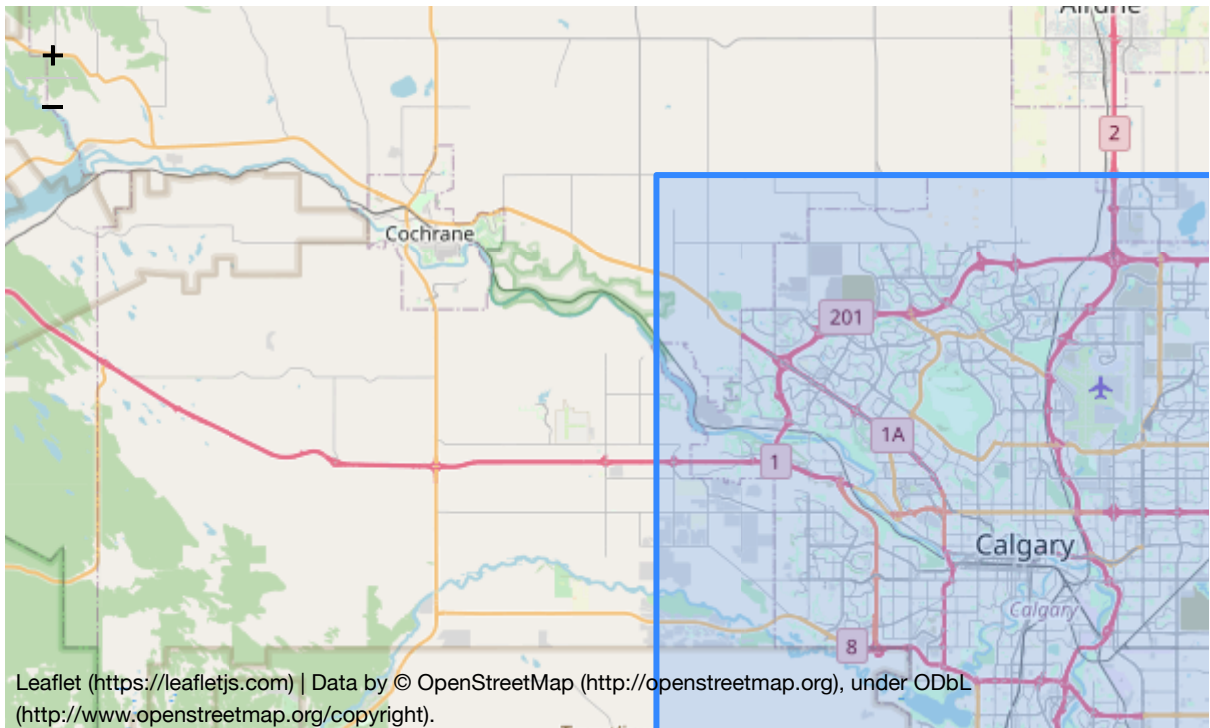 Airdrie
+
−
2
Cochrane
201
1A
1
Calgary
Calgary
8
Leaflet (https://leafletjs.com) | Data by © OpenStreetMap (http://openstreetmap.org), under ODbL
(http://www.openstreetmap.org/copyright).